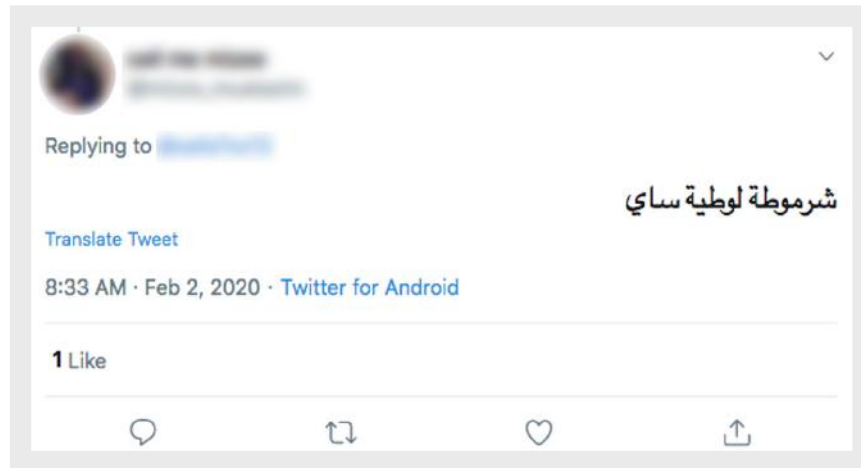 Replying to
شرموطة لوطية ساي
Translate Tweet
8:33 AM · Feb 2, 2020 · Twitter for Android
1 Like